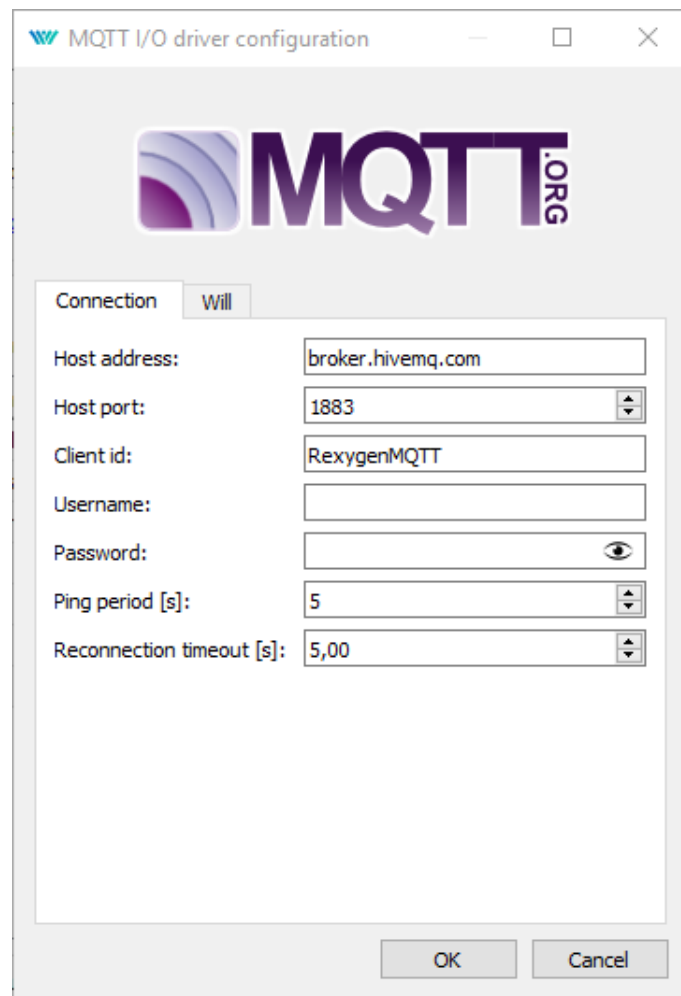 MQTT I/O driver configuration
MQTT.ORG
Connection Will
Host address: broker.hivemq.com
Host port: 1883
Client id: RexygenMQTT
Username:
Password:
Ping period [s]: 5
Reconnection timeout [s]: 5,00
OK Cancel